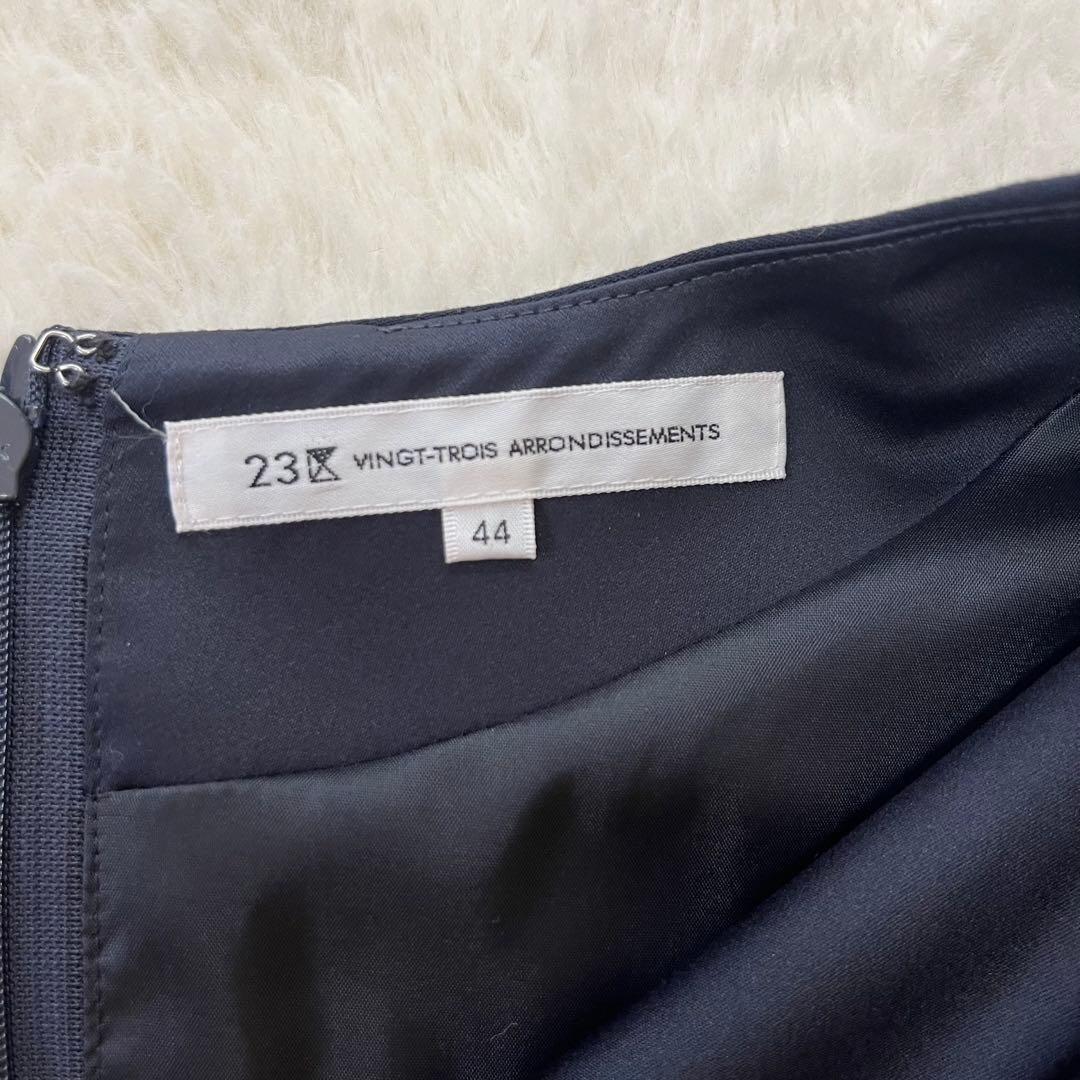 23区 VINGT-TROIS ARRONDISSEMENTS
44